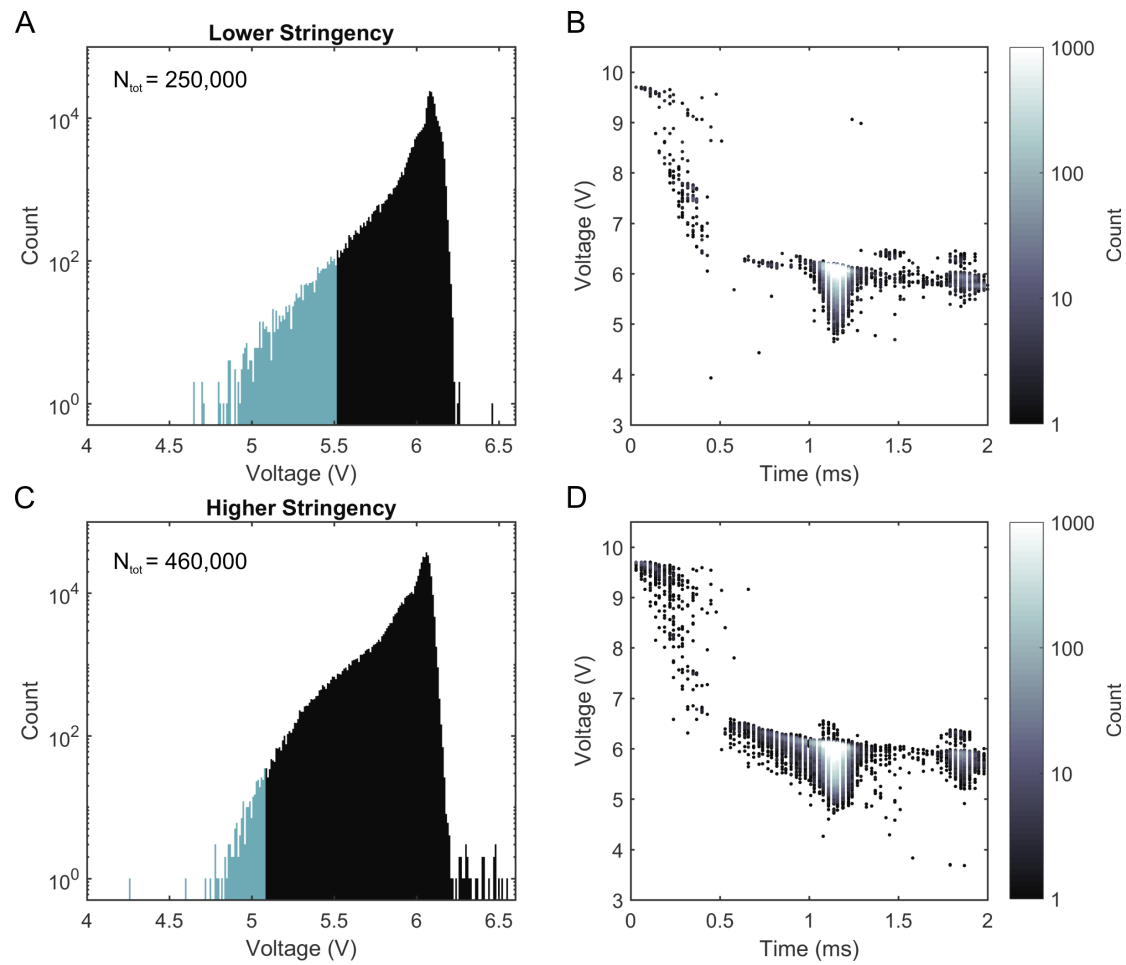 A
Lower Stringency
N_tot = 250,000
10^4
10^2
10^0
Count
4 4.5 5 5.5 6 6.5
Voltage (V)
B
10
9
8
7
6
5
4
3
Voltage (V)
0 0.5 1 1.5 2
Time (ms)
1000
100
10
1
Count
C
Higher Stringency
N_tot = 460,000
10^4
10^2
10^0
Count
4 4.5 5 5.5 6 6.5
Voltage (V)
D
10
9
8
7
6
5
4
3
Voltage (V)
0 0.5 1 1.5 2
Time (ms)
1000
100
10
1
Count